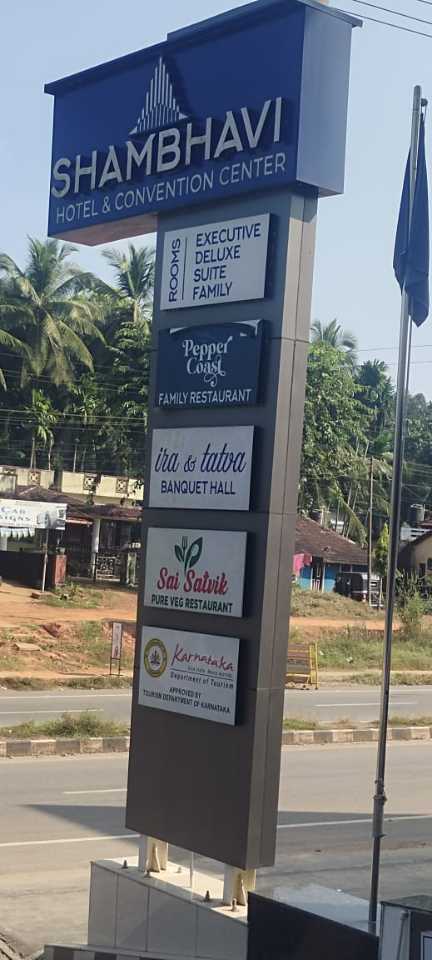 SHAMBHAVI
HOTEL & CONVENTION CENTER
ROOMS
EXECUTIVE
DELUXE
SUITE
FAMILY
Pepper
Coast
FAMILY RESTAURANT
ira & tatva
BANQUET HALL
Sai Satvik
PURE VEG RESTAURANT
Karnataka
Department of Tourism
APPROVED BY
TOURISM DEPARTMENT OF KARNATAKA
CAR